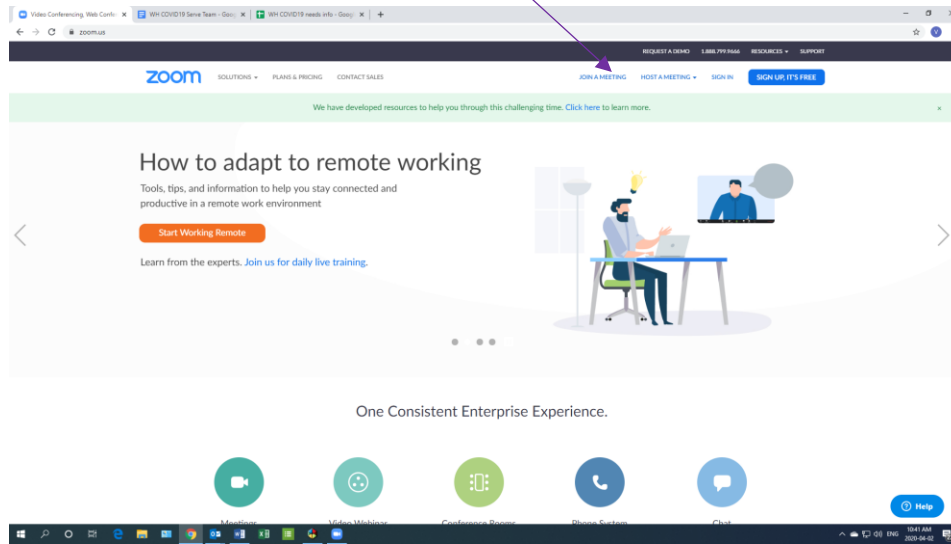 Video Conferencing, Web Confe
WH COVID19 Serve Team - Goog
WH COVID19 needs info - Googl
zoom.us
V
REQUEST A DEMO 1.888.799.9666 RESOURCES SUPPORT
zoom SOLUTIONS PLANS & PRICING CONTACT SALES JOIN A MEETING HOST A MEETING SIGN IN SIGN UP, IT'S FREE
We have developed resources to help you through this challenging time. Click here to learn more.
How to adapt to remote working
Tools, tips, and information to help you stay connected and
productive in a remote work environment
Start Working Remote
Learn from the experts. Join us for daily live training.
One Consistent Enterprise Experience.
Meetings Video Webinar Conference Rooms Phone System Chat
Help
ENG 10:41 AM
2020-04-02